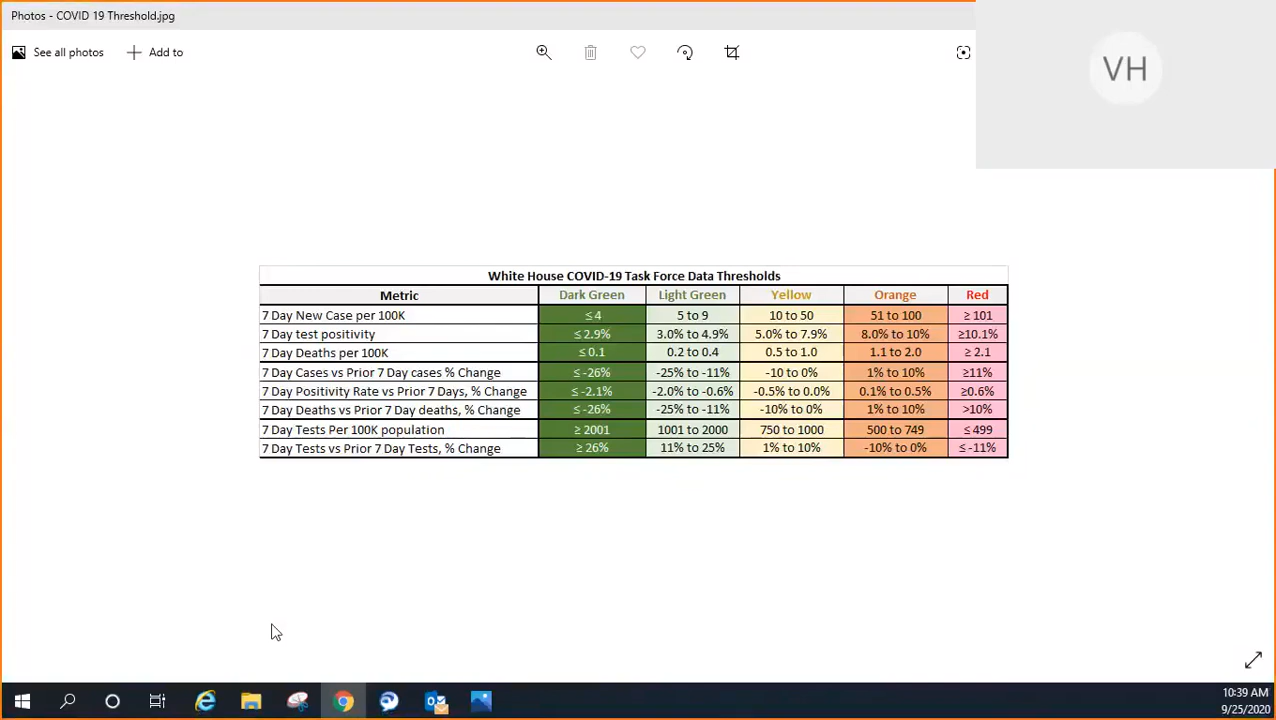 Photos - COVID 19 Threshold.jpg
See all photos Add to
VH
White House COVID-19 Task Force Data Thresholds
Metric Dark Green Light Green Yellow Orange Red
7 Day New Case per 100K ≤ 4 5 to 9 10 to 50 51 to 100 ≥ 101
7 Day test positivity ≤ 2.9% 3.0% to 4.9% 5.0% to 7.9% 8.0% to 10% ≥10.1%
7 Day Deaths per 100K ≤ 0.1 0.2 to 0.4 0.5 to 1.0 1.1 to 2.0 ≥ 2.1
7 Day Cases vs Prior 7 Day cases % Change ≤ -26% -25% to -11% -10 to 0% 1% to 10% ≥11%
7 Day Positivity Rate vs Prior 7 Days, % Change ≤ -2.1% -2.0% to -0.6% -0.5% to 0.0% 0.1% to 0.5% ≥0.6%
7 Day Deaths vs Prior 7 Day deaths, % Change ≤ -26% -25% to -11% -10% to 0% 1% to 10% >10%
7 Day Tests Per 100K population ≥ 2001 1001 to 2000 750 to 1000 500 to 749 ≤ 499
7 Day Tests vs Prior 7 Day Tests, % Change ≥ 26% 11% to 25% 1% to 10% -10% to 0% ≤ -11%
10:39 AM
9/25/2020